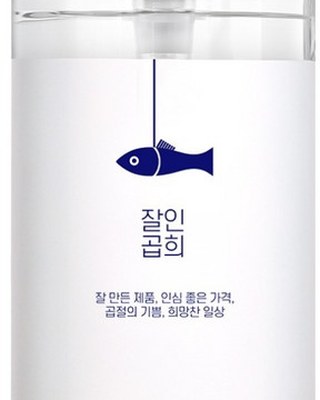 잘인
곱희
잘 만든 제품, 인심 좋은 가격,
곱절의 기쁨, 희망찬 일상